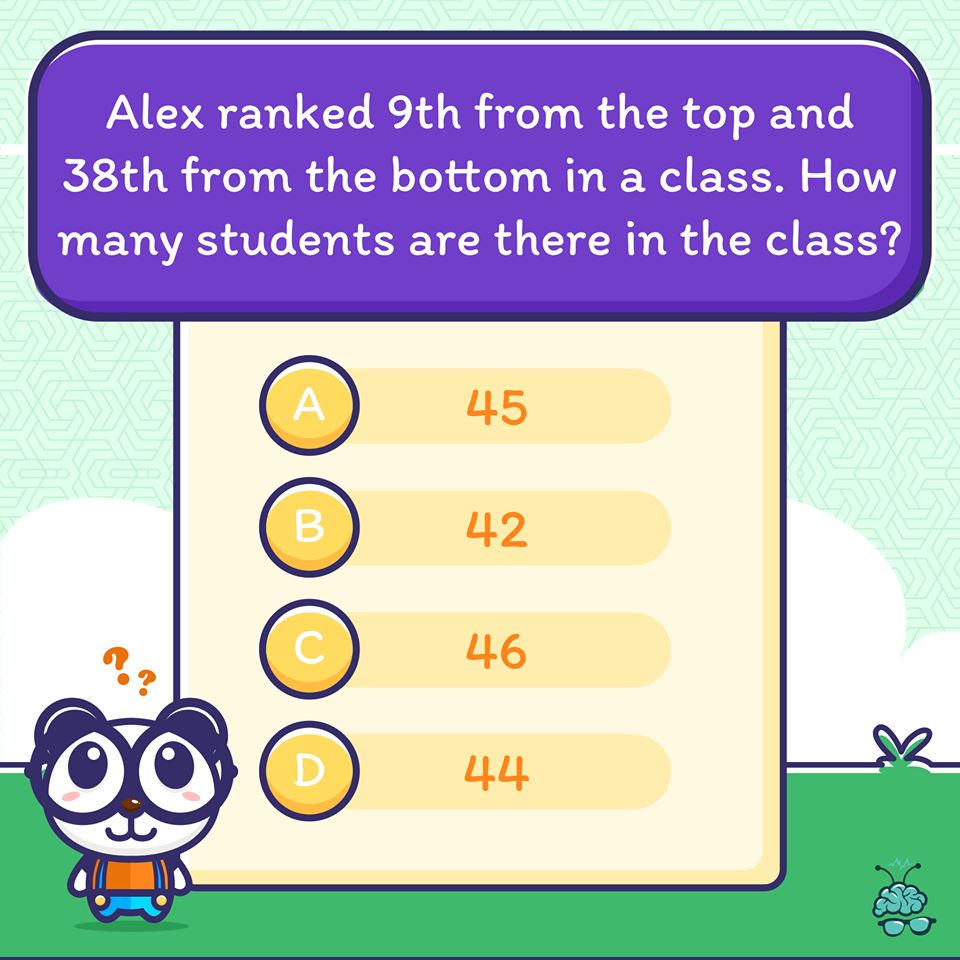 Alex ranked 9th from the top and
38th from the bottom in a class. How
many students are there in the class?
A 45
B 42
C 46
D 44
??